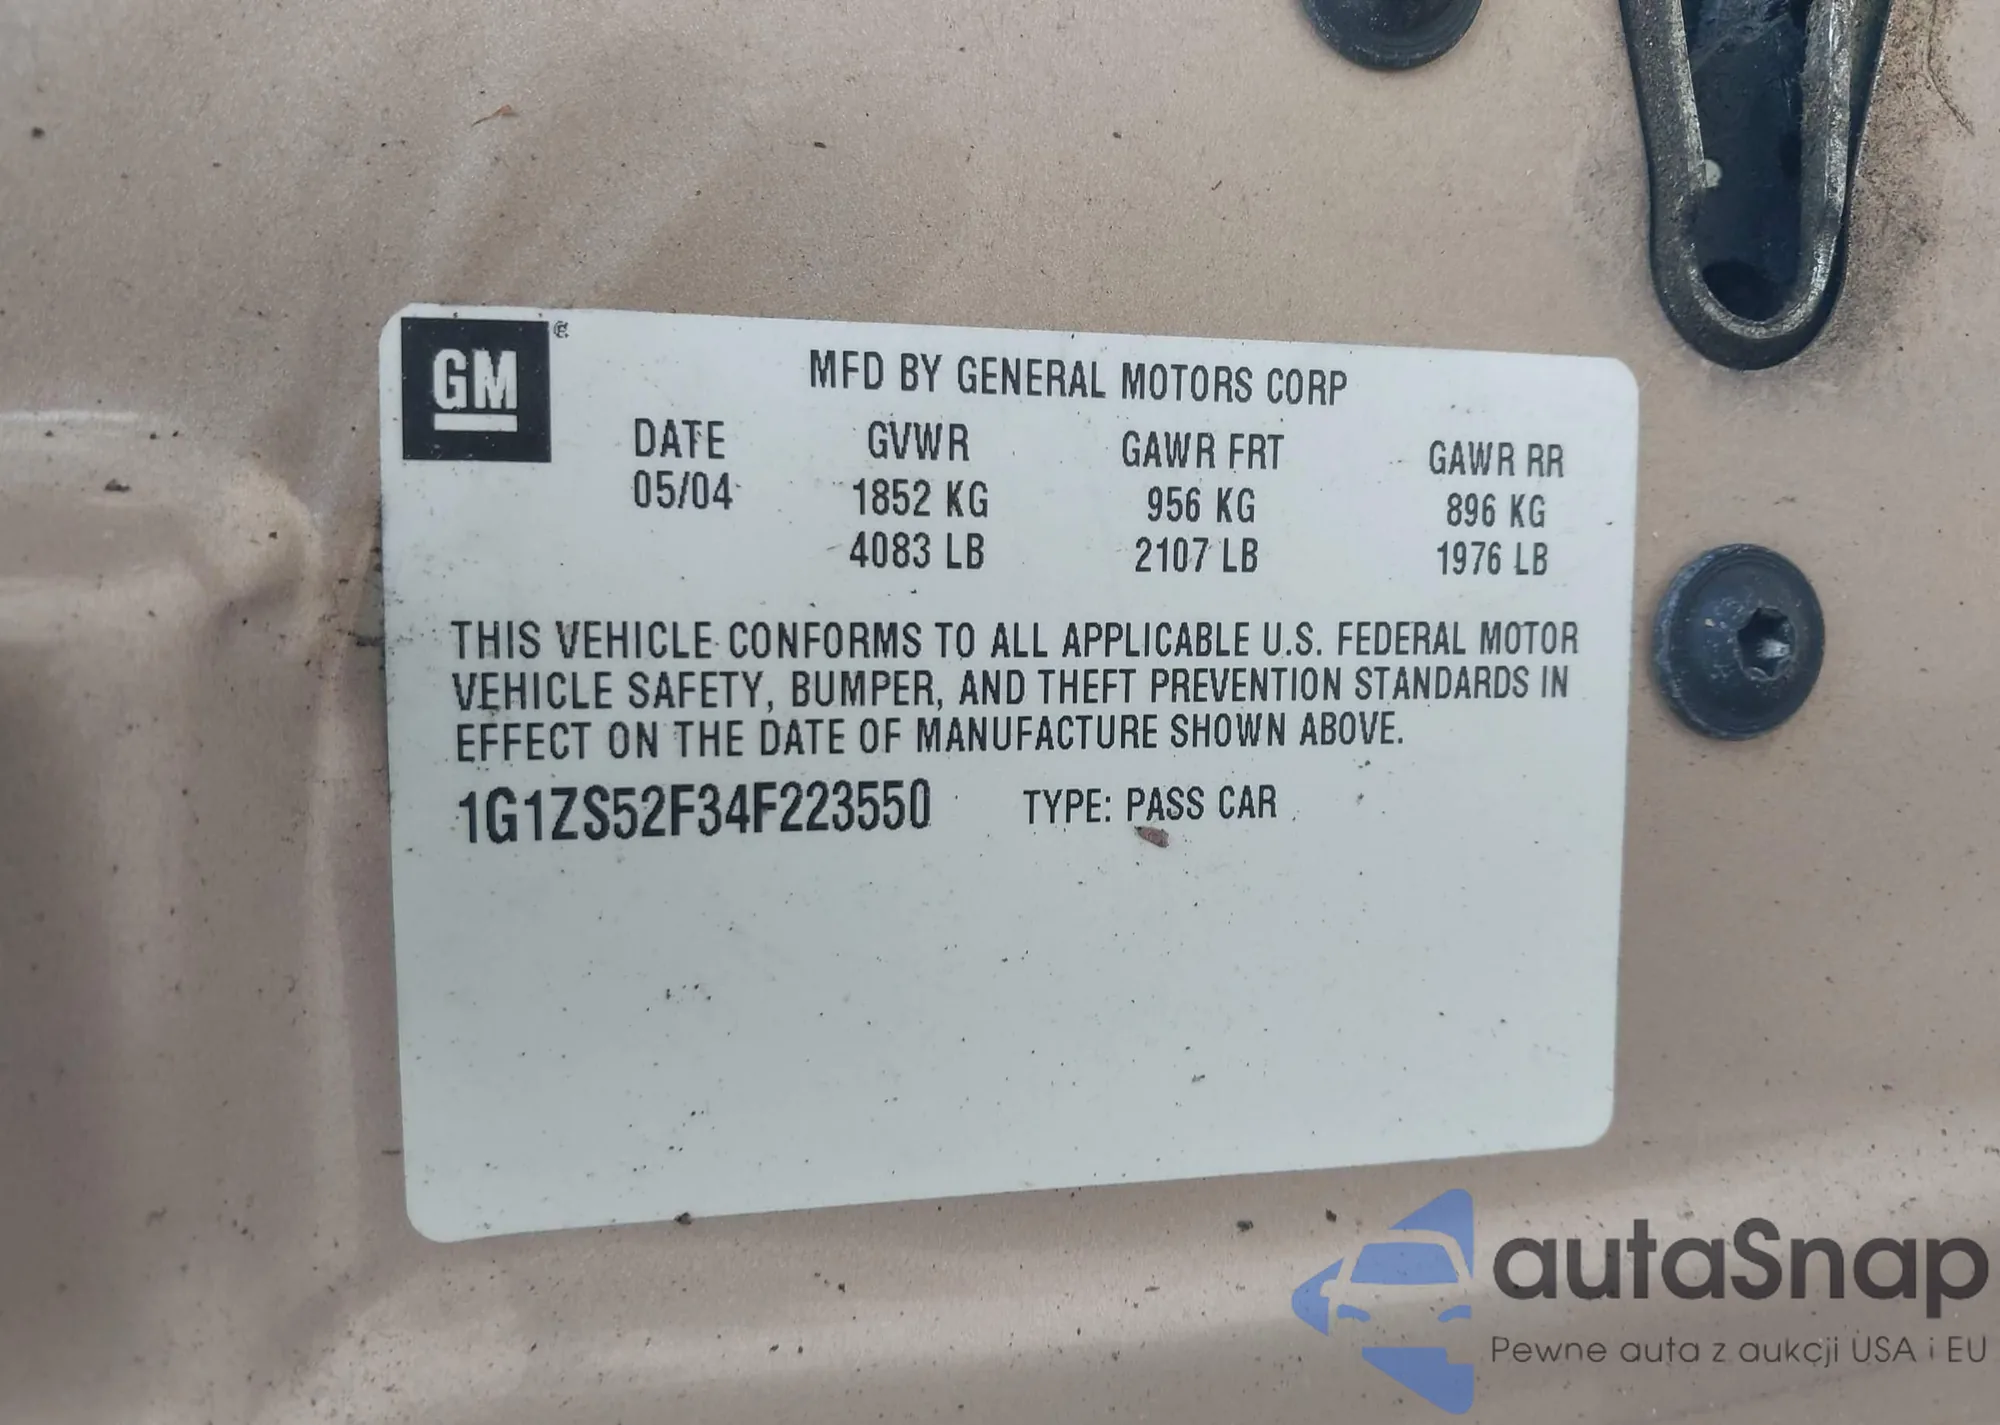 GM
MFD BY GENERAL MOTORS CORP
DATE GVWR GAWR FRT GAWR RR
05/04 1852 KG 956 KG 896 KG
4083 LB 2107 LB 1976 LB
THIS VEHICLE CONFORMS TO ALL APPLICABLE U.S. FEDERAL MOTOR
VEHICLE SAFETY, BUMPER, AND THEFT PREVENTION STANDARDS IN
EFFECT ON THE DATE OF MANUFACTURE SHOWN ABOVE.
1G1ZS52F34F223550 TYPE: PASS CAR
autaSnap
Pewne auta z aukcji USA i EU